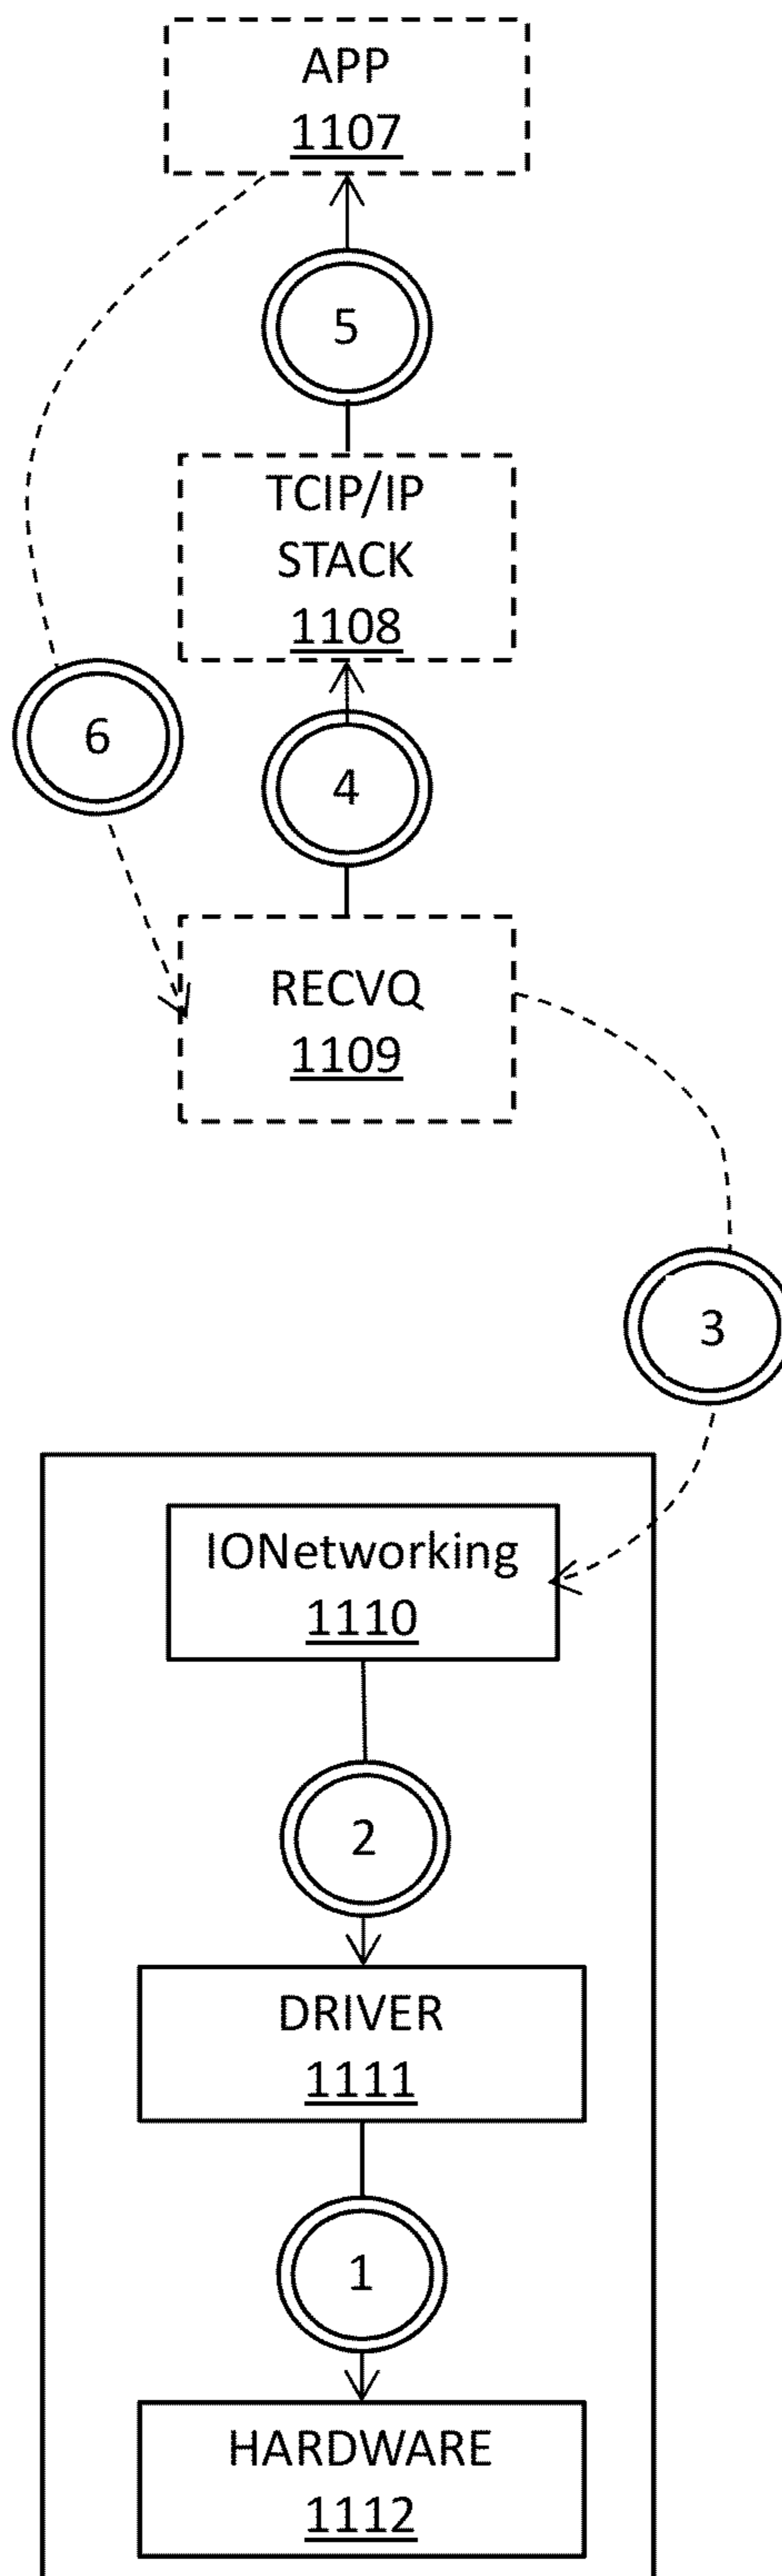 APP
1107
5
TCIP/IP
STACK
1108
6
4
RECVQ
1109
3
IONetworking
1110
2
DRIVER
1111
1
HARDWARE
1112